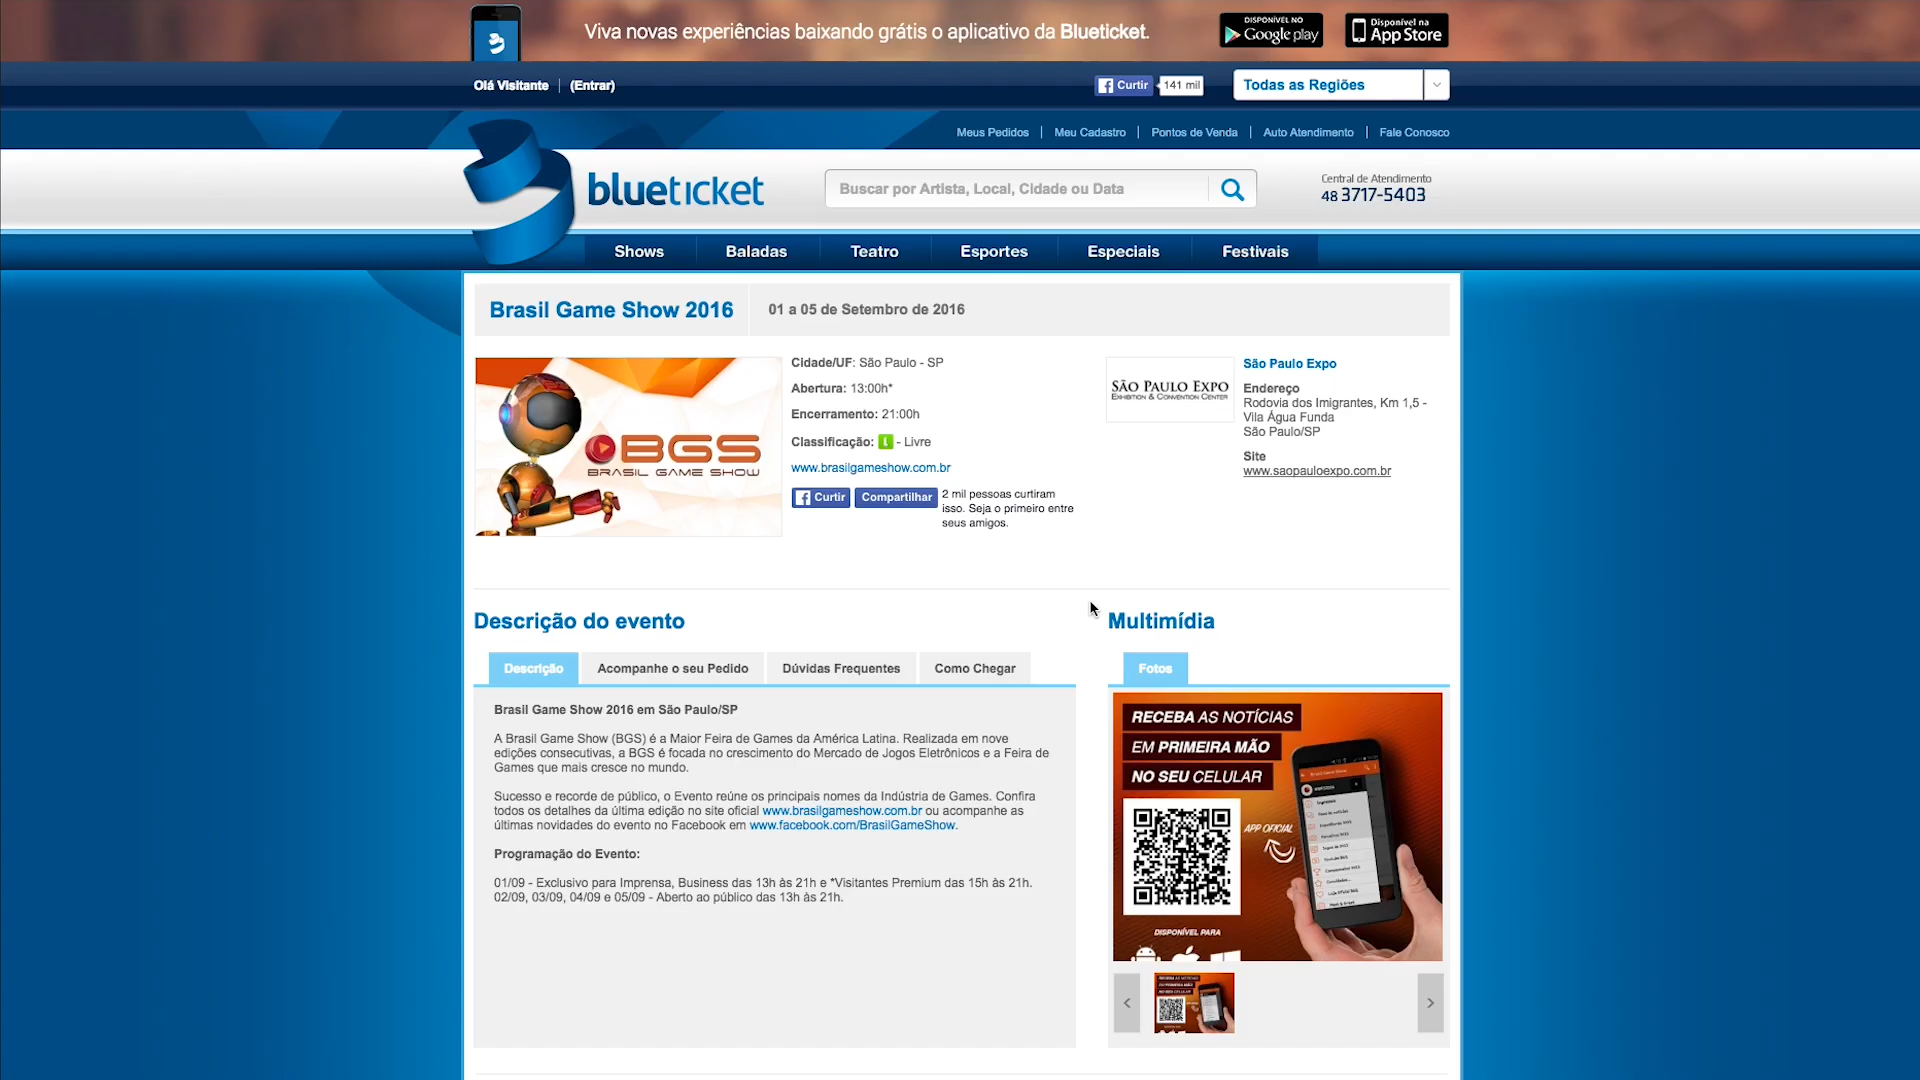 Viva novas experiências baixando grátis o aplicativo da Blueticket.
DISPONÍVEL NO
Google play
Disponível na
App Store
Olá Visitante
(Entrar)
Curtir
141 mil
Todas as Regiões
Meus Pedidos
Meu Cadastro
Pontos de Venda
Auto Atendimento
Fale Conosco
blueticket
Buscar por Artista, Local, Cidade ou Data
Central de Atendimento
48 3717-5403
Shows
Baladas
Teatro
Esportes
Especiais
Festivais
Brasil Game Show 2016
01 a 05 de Setembro de 2016
BGS
BRASIL GAME SHOW
Cidade/UF: São Paulo - SP
Abertura: 13:00h*
Encerramento: 21:00h
Classificação: L - Livre
www.brasilgameshow.com.br
Curtir
Compartilhar
2 mil pessoas curtiram
isso. Seja o primeiro entre
seus amigos.
SÃO PAULO EXPO
EXHIBITION & CONVENTION CENTER
São Paulo Expo
Endereço
Rodovia dos Imigrantes, Km 1,5 -
Vila Água Funda
São Paulo/SP
Site
www.saopauloexpo.com.br
Descrição do evento
Descrição
Acompanhe o seu Pedido
Dúvidas Frequentes
Como Chegar
Brasil Game Show 2016 em São Paulo/SP
A Brasil Game Show (BGS) é a Maior Feira de Games da América Latina. Realizada em nove
edições consecutivas, a BGS é focada no crescimento do Mercado de Jogos Eletrônicos e a Feira de
Games que mais cresce no mundo.
Sucesso e recorde de público, o Evento reúne os principais nomes da Indústria de Games. Confira
todos os detalhes da última edição no site oficial www.brasilgameshow.com.br ou acompanhe as
últimas novidades do evento no Facebook em www.facebook.com/BrasilGameShow.
Programação do Evento:
01/09 - Exclusivo para Imprensa, Business das 13h às 21h e *Visitantes Premium das 15h às 21h.
02/09, 03/09, 04/09 e 05/09 - Aberto ao público das 13h às 21h.
Multimídia
Fotos
RECEBA AS NOTÍCIAS
EM PRIMEIRA MÃO
NO SEU CELULAR
APP OFICIAL
DISPONÍVEL PARA
RECEBA AS NOTÍCIAS
EM PRIMEIRA MÃO
NO SEU CELULAR